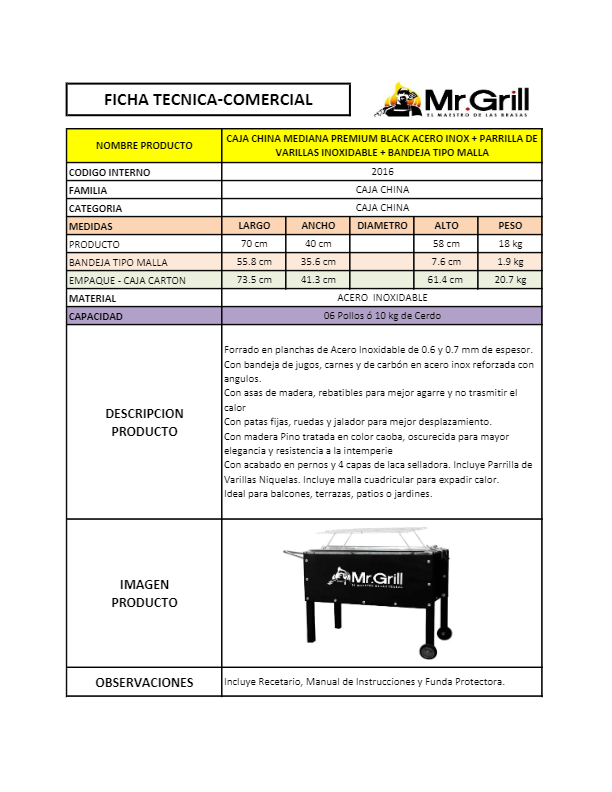 FICHA TECNICA-COMERCIAL
Mr.Grill
EL MAESTRO DE LAS BRASAS
NOMBRE PRODUCTO
CAJA CHINA MEDIANA PREMIUM BLACK ACERO INOX + PARRILLA DE
VARILLAS INOXIDABLE + BANDEJA TIPO MALLA
CODIGO INTERNO 2016
FAMILIA CAJA CHINA
CATEGORIA CAJA CHINA
MEDIDAS LARGO ANCHO DIAMETRO ALTO PESO
PRODUCTO 70 cm 40 cm 58 cm 18 kg
BANDEJA TIPO MALLA 55.8 cm 35.6 cm 7.6 cm 1.9 kg
EMPAQUE - CAJA CARTON 73.5 cm 41.3 cm 61.4 cm 20.7 kg
MATERIAL ACERO INOXIDABLE
CAPACIDAD 06 Pollos ó 10 kg de Cerdo
DESCRIPCION
PRODUCTO
Forrado en planchas de Acero Inoxidable de 0.6 y 0.7 mm de espesor.
Con bandeja de jugos, carnes y de carbón en acero inox reforzada con
angulos.
Con asas de madera, rebatibles para mejor agarre y no trasmitir el
calor
Con patas fijas, ruedas y jalador para mejor desplazamiento.
Con madera Pino tratada en color caoba, oscurecida para mayor
elegancia y resistencia a la intemperie
Con acabado en pernos y 4 capas de laca selladora. Incluye Parrilla de
Varillas Niquelas. Incluye malla cuadricular para expadir calor.
Ideal para balcones, terrazas, patios o jardines.
IMAGEN
PRODUCTO
Mr.Grill
EL MAESTRO DE LAS BRASAS
OBSERVACIONES
Incluye Recetario, Manual de Instrucciones y Funda Protectora.